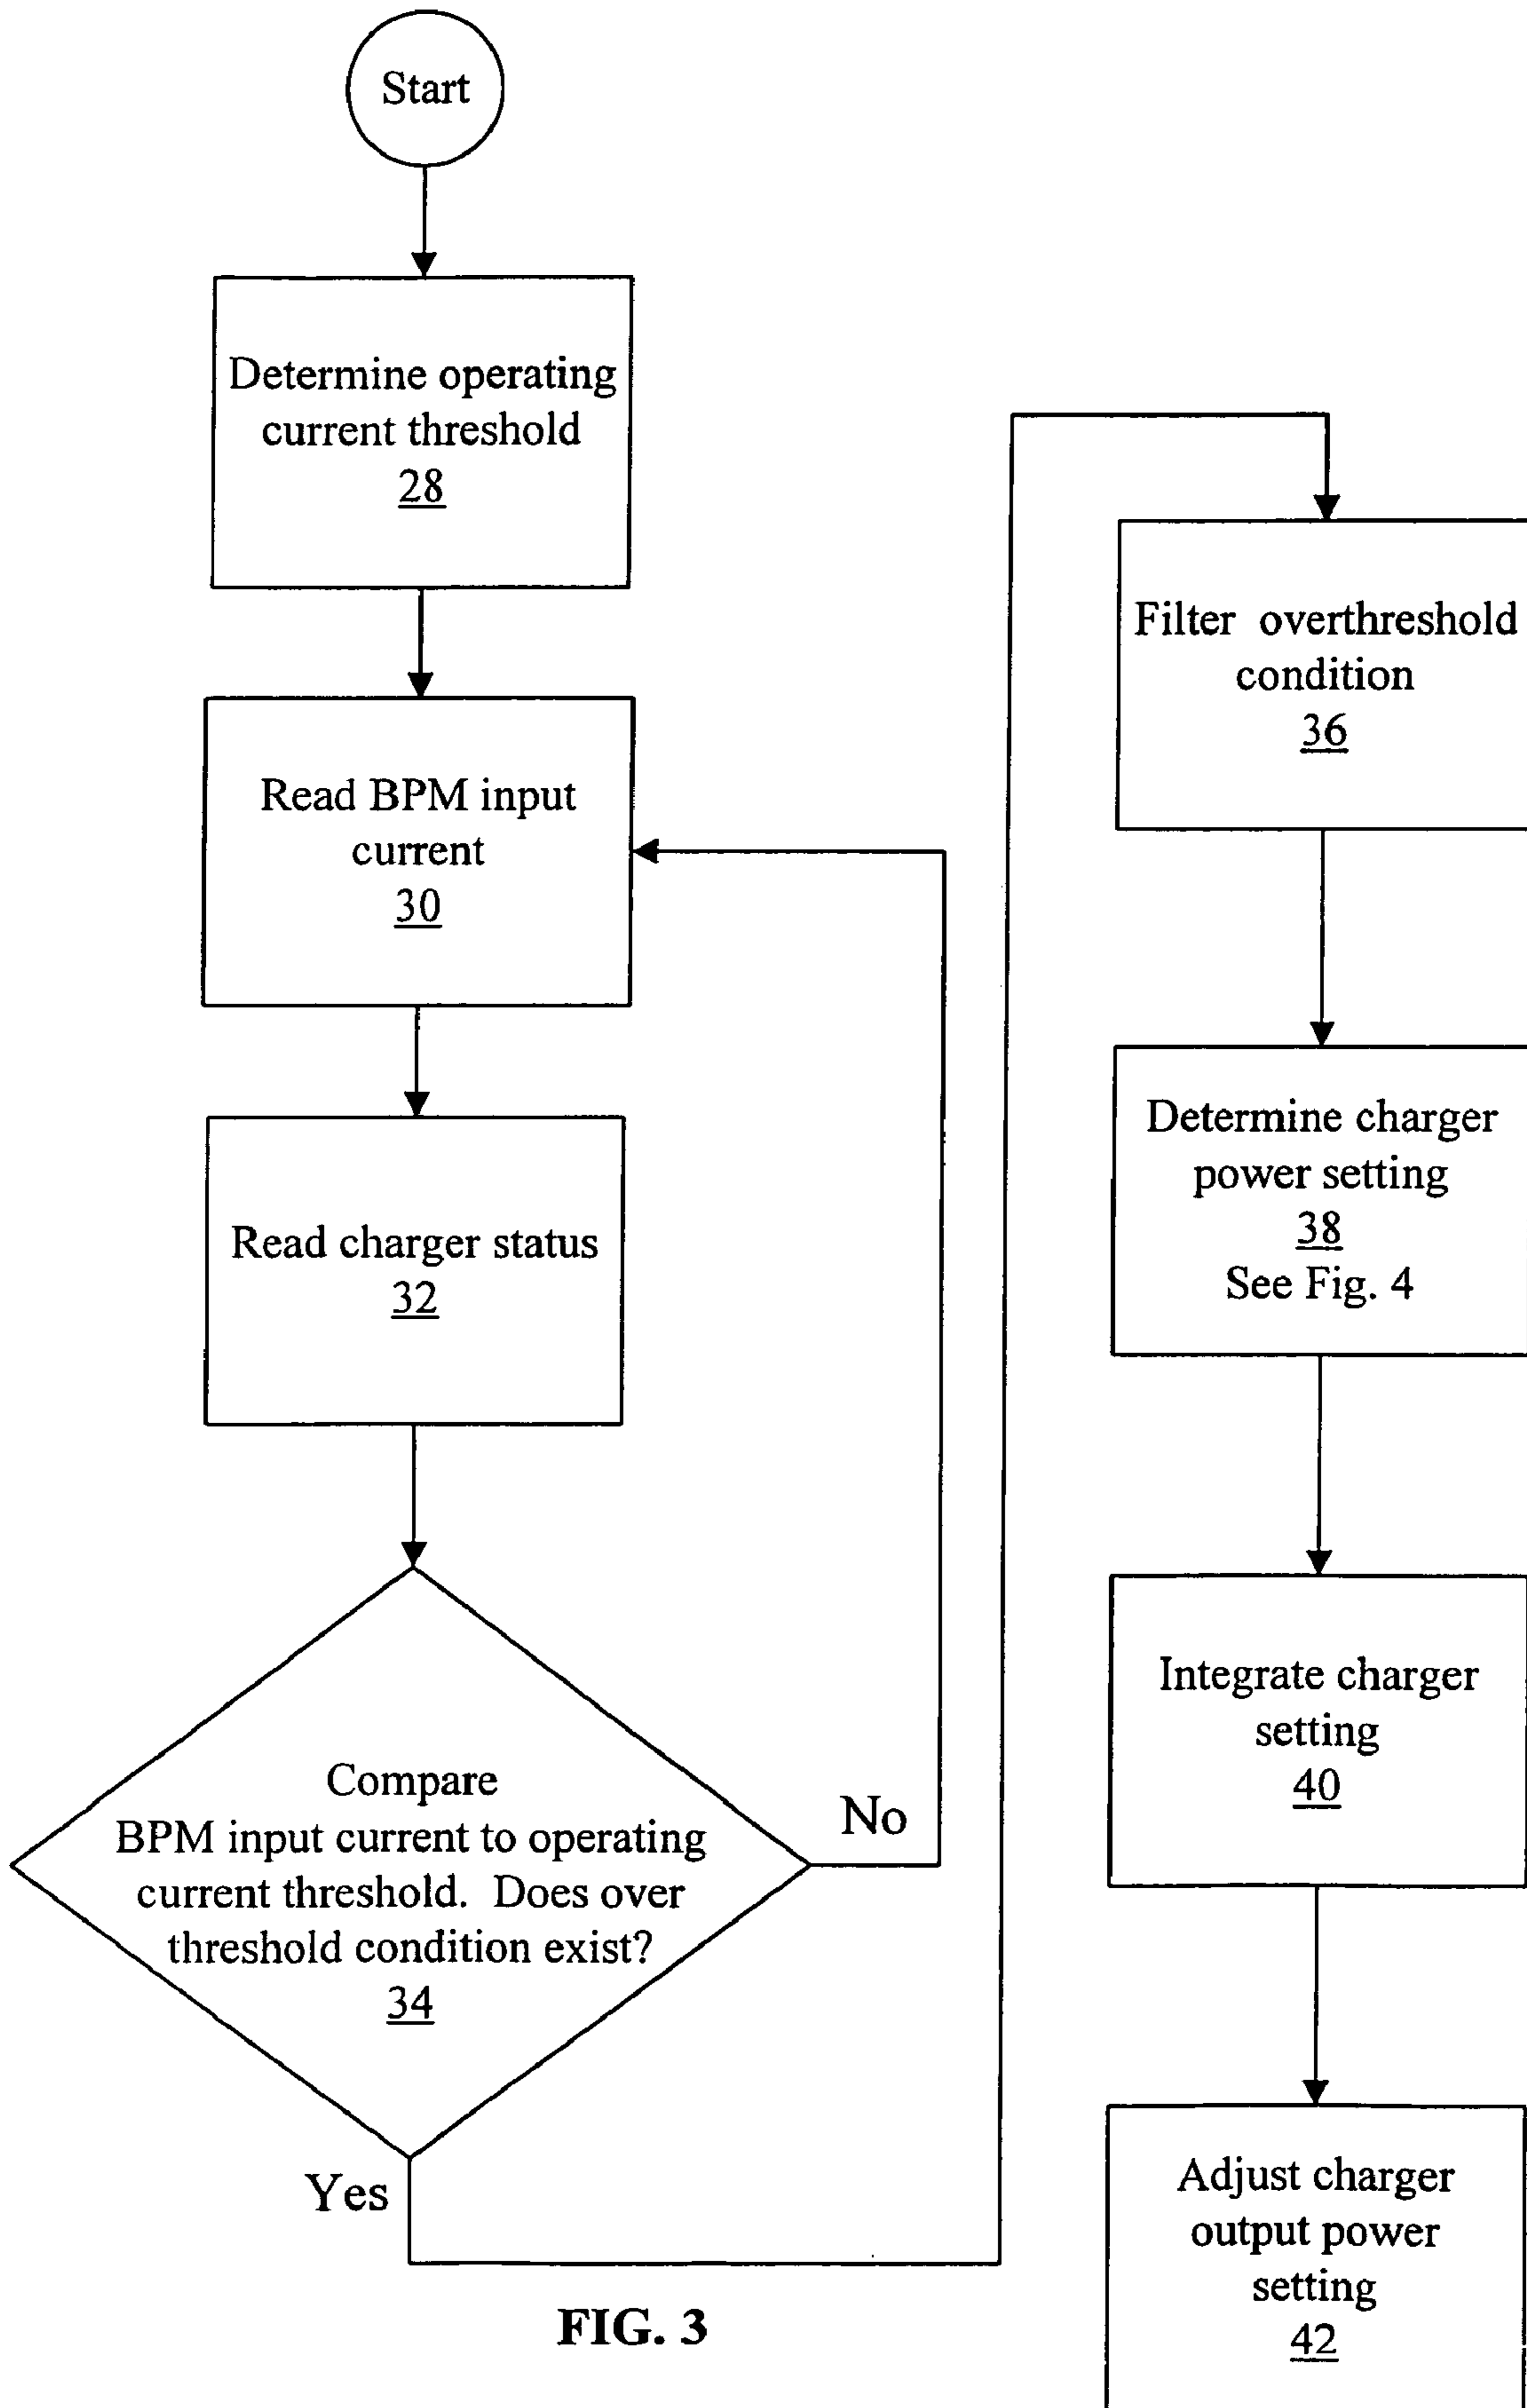 Start
Determine operating
current threshold
28
Read BPM input
current
30
Read charger status
32
Compare
BPM input current to operating
current threshold. Does over
threshold condition exist?
34
No
Yes
Filter overthreshold
condition
36
Determine charger
power setting
38
See Fig. 4
Integrate charger
setting
40
Adjust charger
output power
setting
42
FIG. 3